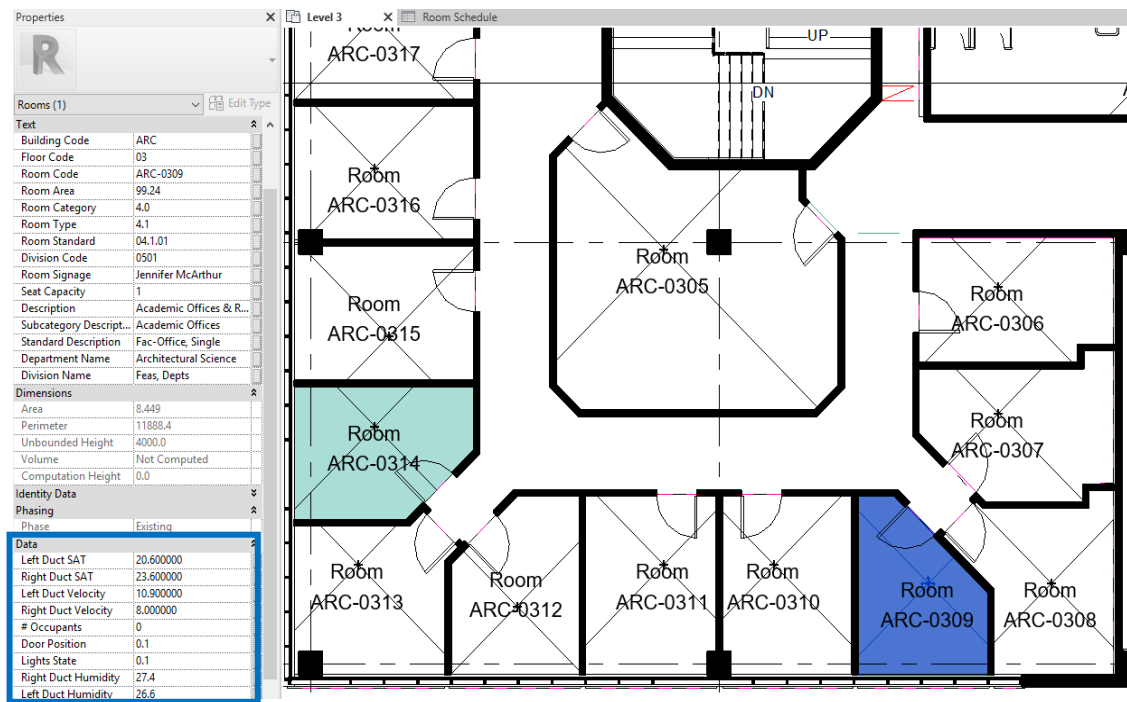 Properties
Level 3
Room Schedule
R
Rooms (1)
Edit Type
Text
Building Code ARC
Floor Code 03
Room Code ARC-0309
Room Area 99.24
Room Category 4.0
Room Type 4.1
Room Standard 04.1.01
Division Code 0501
Room Signage Jennifer McArthur
Seat Capacity 1
Description Academic Offices & R...
Subcategory Descript... Academic Offices
Standard Description Fac-Office, Single
Department Name Architectural Science
Division Name Feas, Depts
Dimensions
Area 8.449
Perimeter 11888.4
Unbounded Height 4000.0
Volume Not Computed
Computation Height 0.0
Identity Data
Phasing
Phase Existing
Data
Left Duct SAT 20.600000
Right Duct SAT 23.600000
Left Duct Velocity 10.900000
Right Duct Velocity 8.000000
# Occupants 0
Door Position 0.1
Lights State 0.1
Right Duct Humidity 27.4
Left Duct Humidity 26.6
Room
ARC-0317
UP
DN
Room
ARC-0316
Room
ARC-0305
Room
ARC-0315
Room
ARC-0306
Room
ARC-0314
Room
ARC-0307
Room
ARC-0313
Room
ARC-0312
Room
ARC-0311
Room
ARC-0310
Room
ARC-0309
Room
ARC-0308